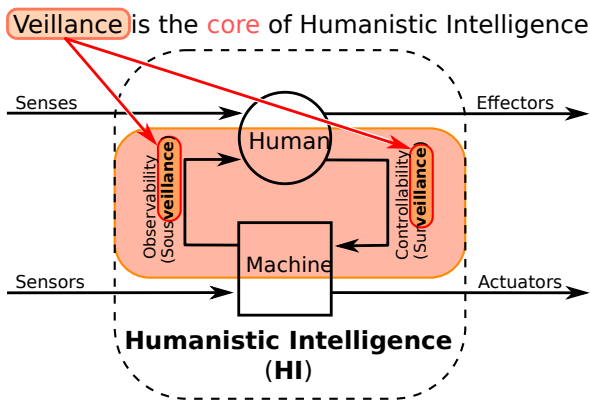 Veillance is the core of Humanistic Intelligence
Senses
Effectors
Human
Observability
(Sousveillance)
Controllability
(Surveillance)
Machine
Sensors
Actuators
Humanistic Intelligence
(HI)